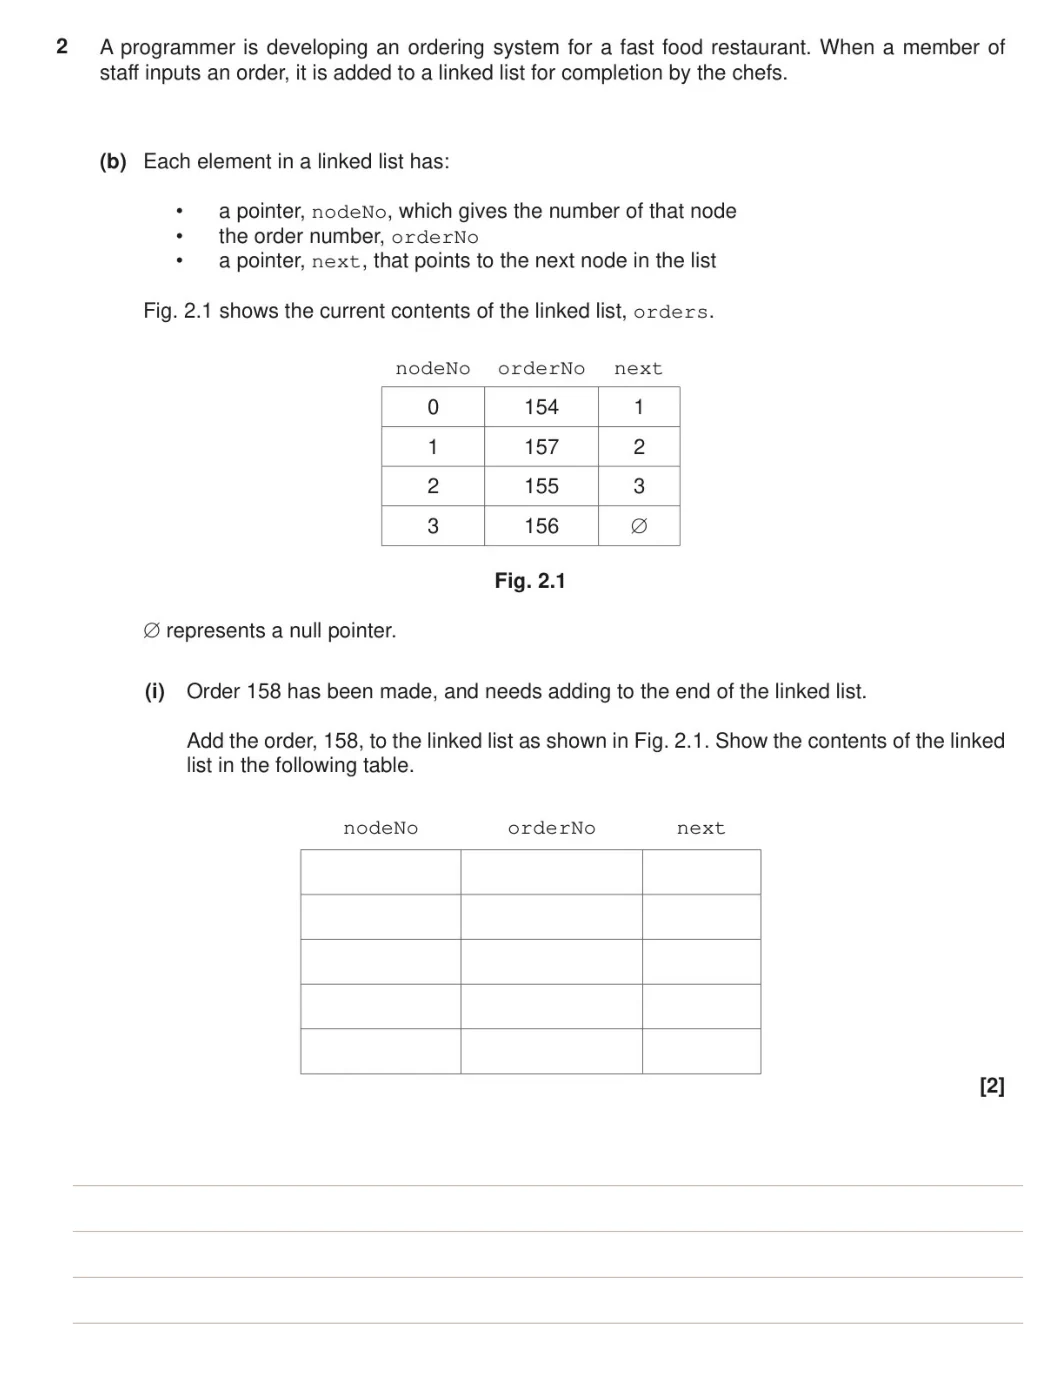 2 A programmer is developing an ordering system for a fast food restaurant. When a member of
staff inputs an order, it is added to a linked list for completion by the chefs.
(b) Each element in a linked list has:
• a pointer, nodeNo, which gives the number of that node
• the order number, orderNo
• a pointer, next, that points to the next node in the list
Fig. 2.1 shows the current contents of the linked list, orders.
nodeNo orderNo next
0 154 1
1 157 2
2 155 3
3 156 ∅
Fig. 2.1
∅ represents a null pointer.
(i) Order 158 has been made, and needs adding to the end of the linked list.
Add the order, 158, to the linked list as shown in Fig. 2.1. Show the contents of the linked
list in the following table.
nodeNo orderNo next
[2]